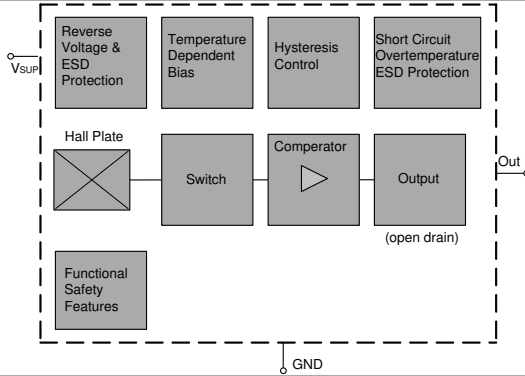 Reverse
Voltage &
ESD
Protection
Temperature
Dependent
Bias
Hysteresis
Control
Short Circuit
Overtemperature
ESD Protection
VSUP
Hall Plate
Switch
Comperator
Output
Out
(open drain)
Functional
Safety
Features
GND